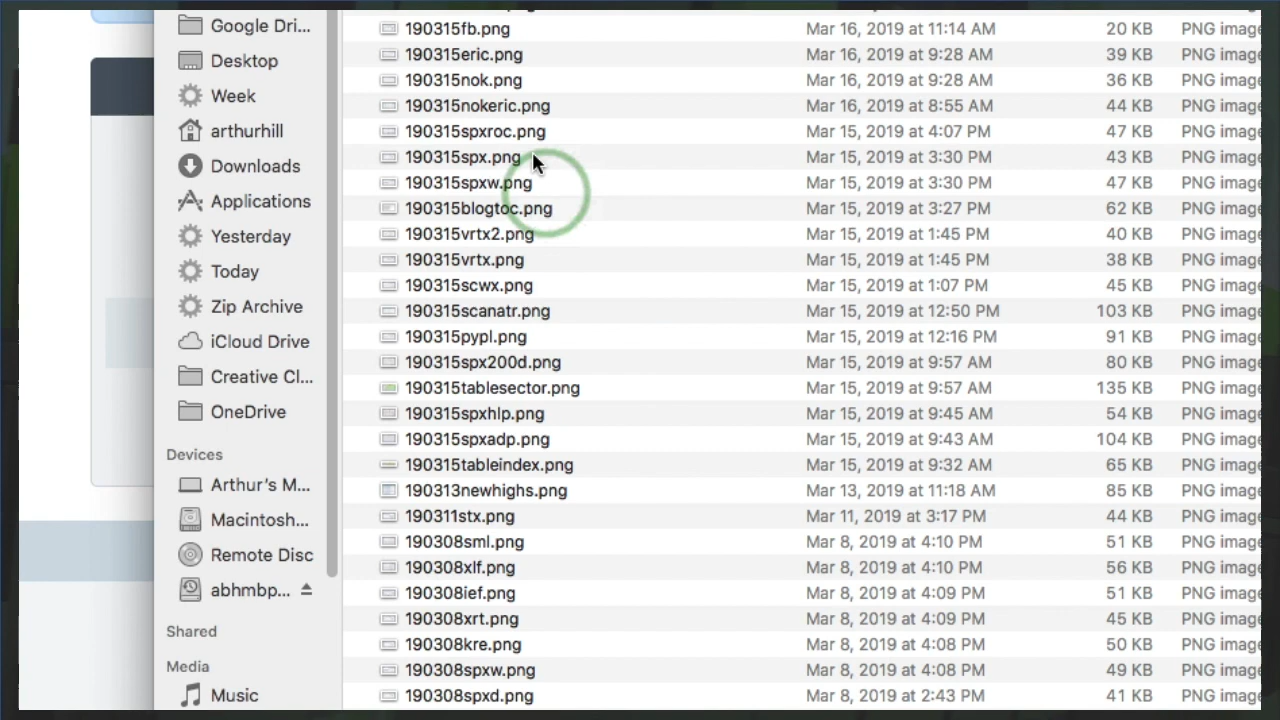 Google Dri...
Desktop
Week
arthurhill
Downloads
Applications
Yesterday
Today
Zip Archive
iCloud Drive
Creative Cl...
OneDrive
Devices
Arthur's M...
Macintosh...
Remote Disc
abhmbp...
Shared
Media
Music
190315fb.png Mar 16, 2019 at 11:14 AM 20 KB PNG image
190315eric.png Mar 16, 2019 at 9:28 AM 39 KB PNG image
190315nok.png Mar 16, 2019 at 9:28 AM 36 KB PNG image
190315nokeric.png Mar 16, 2019 at 8:55 AM 44 KB PNG image
190315spxroc.png Mar 15, 2019 at 4:07 PM 47 KB PNG image
190315spx.png Mar 15, 2019 at 3:30 PM 43 KB PNG image
190315spxw.png Mar 15, 2019 at 3:30 PM 47 KB PNG image
190315blogtoc.png Mar 15, 2019 at 3:27 PM 62 KB PNG image
190315vrtx2.png Mar 15, 2019 at 1:45 PM 40 KB PNG image
190315vrtx.png Mar 15, 2019 at 1:45 PM 38 KB PNG image
190315scwx.png Mar 15, 2019 at 1:07 PM 45 KB PNG image
190315scanatr.png Mar 15, 2019 at 12:50 PM 103 KB PNG image
190315pypl.png Mar 15, 2019 at 12:16 PM 91 KB PNG image
190315spx200d.png Mar 15, 2019 at 9:57 AM 80 KB PNG image
190315tablesector.png Mar 15, 2019 at 9:57 AM 135 KB PNG image
190315spxhlp.png Mar 15, 2019 at 9:45 AM 54 KB PNG image
190315spxadp.png Mar 15, 2019 at 9:43 AM 104 KB PNG image
190315tableindex.png Mar 15, 2019 at 9:32 AM 65 KB PNG image
190313newhighs.png Mar 13, 2019 at 11:18 AM 85 KB PNG image
190311stx.png Mar 11, 2019 at 3:17 PM 44 KB PNG image
190308sml.png Mar 8, 2019 at 4:10 PM 51 KB PNG image
190308xlf.png Mar 8, 2019 at 4:10 PM 56 KB PNG image
190308ief.png Mar 8, 2019 at 4:09 PM 51 KB PNG image
190308xrt.png Mar 8, 2019 at 4:09 PM 45 KB PNG image
190308kre.png Mar 8, 2019 at 4:08 PM 50 KB PNG image
190308spxw.png Mar 8, 2019 at 4:08 PM 49 KB PNG image
190308spxd.png Mar 8, 2019 at 2:43 PM 41 KB PNG image